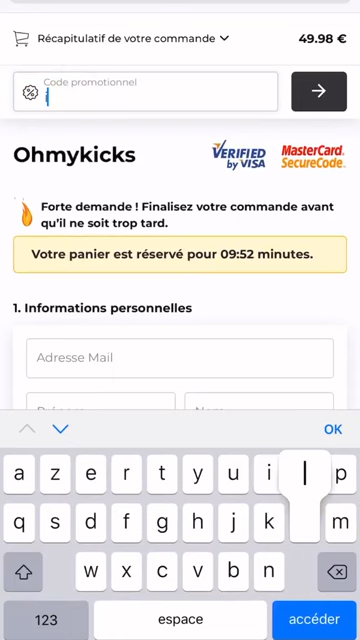 Récapitulatif de votre commande
49.98 €
Code promotionnel
l
Ohmykicks
VERIFIED by VISA
MasterCard. SecureCode.
Forte demande ! Finalisez votre commande avant
qu'il ne soit trop tard.
Votre panier est réservé pour 09:52 minutes.
1. Informations personnelles
Adresse Mail
OK
a z e r t y u i l p
q s d f g h j k m
w x c v b n
123 espace accéder